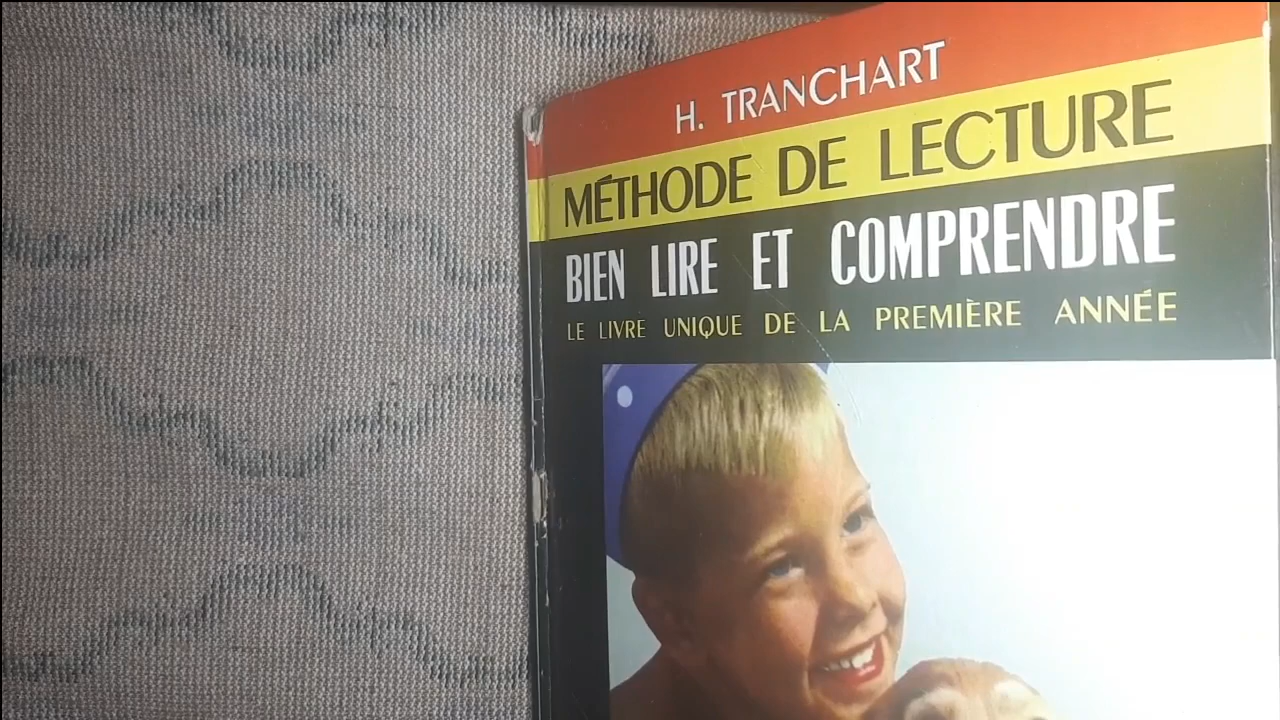 H. TRANCHART
MÉTHODE DE LECTURE
BIEN LIRE ET COMPRENDRE
LE LIVRE UNIQUE DE LA PREMIÈRE ANNÉE